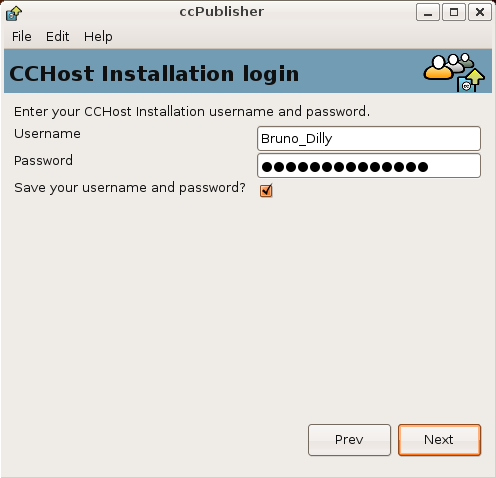 ccPublisher
File Edit Help
CCHost Installation login
Enter your CCHost Installation username and password.
Username Bruno_Dilly
Password ●●●●●●●●●●●●●●
Save your username and password?
Prev Next